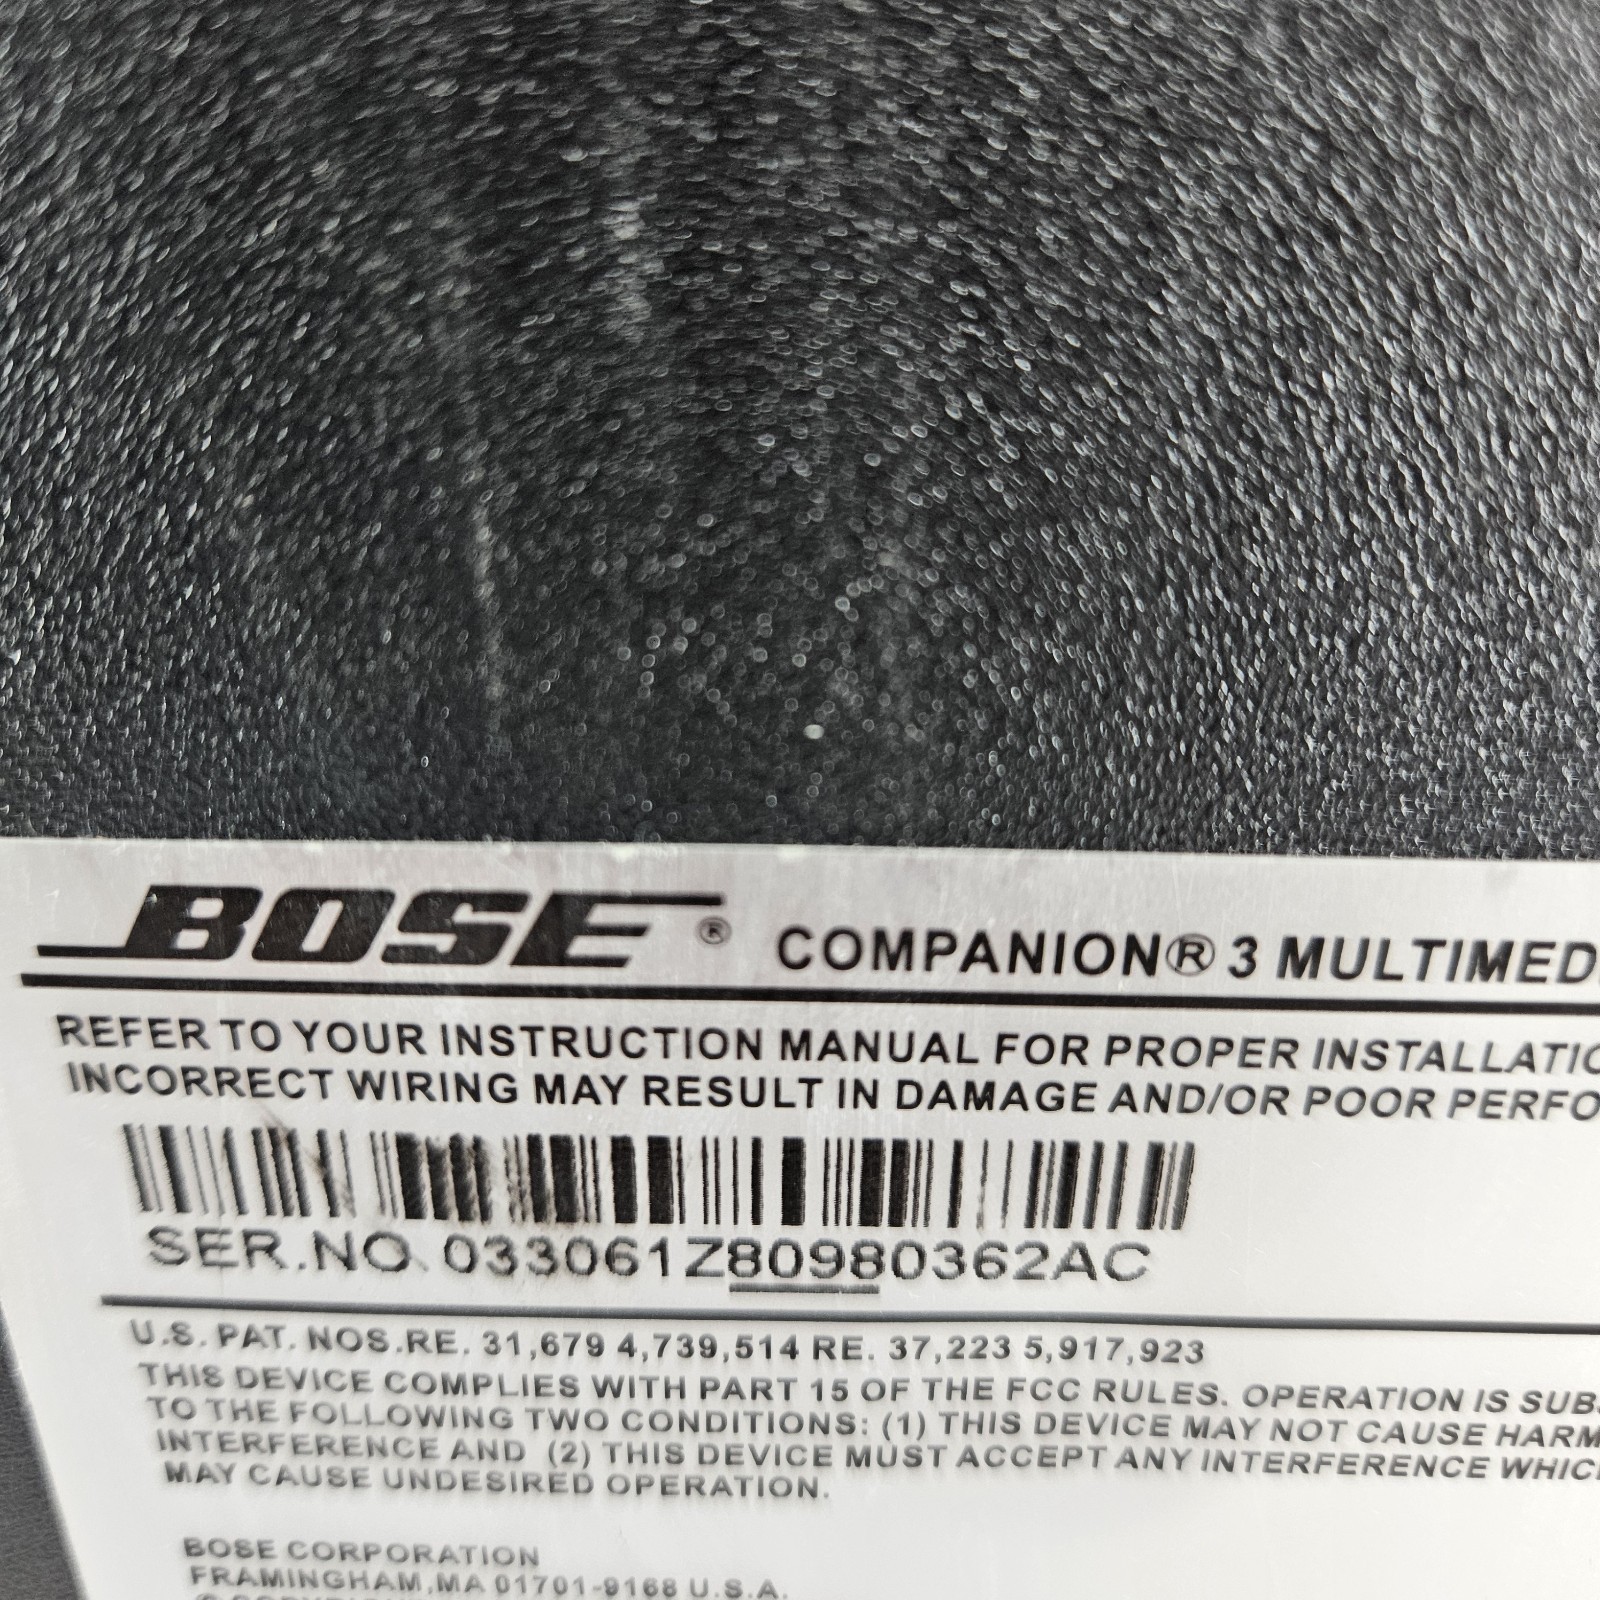 BOSE® COMPANION® 3 MULTIMED
REFER TO YOUR INSTRUCTION MANUAL FOR PROPER INSTALLATIO
INCORRECT WIRING MAY RESULT IN DAMAGE AND/OR POOR PERFO
SER.NO. 033061Z80980362AC
U.S. PAT. NOS.RE. 31,679 4,739,514 RE. 37,223 5,917,923
THIS DEVICE COMPLIES WITH PART 15 OF THE FCC RULES. OPERATION IS SUBJ
TO THE FOLLOWING TWO CONDITIONS: (1) THIS DEVICE MAY NOT CAUSE HARM
INTERFERENCE AND (2) THIS DEVICE MUST ACCEPT ANY INTERFERENCE WHIC
MAY CAUSE UNDESIRED OPERATION.
BOSE CORPORATION
FRAMINGHAM,MA 01701-9168 U.S.A.